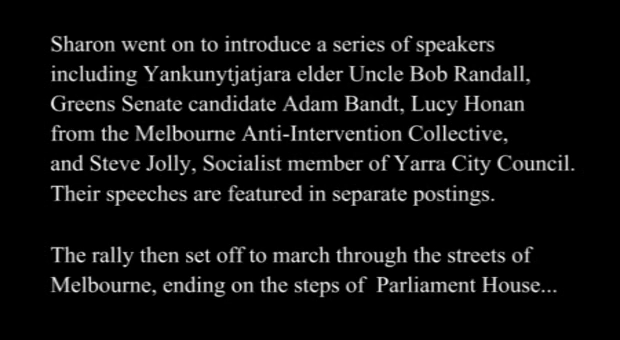 Sharon went on to introduce a series of speakers
including Yankunytjatjara elder Uncle Bob Randall,
Greens Senate candidate Adam Bandt, Lucy Honan
from the Melbourne Anti-Intervention Collective,
and Steve Jolly, Socialist member of Yarra City Council.
Their speeches are featured in separate postings.
The rally then set off to march through the streets of
Melbourne, ending on the steps of  Parliament House...